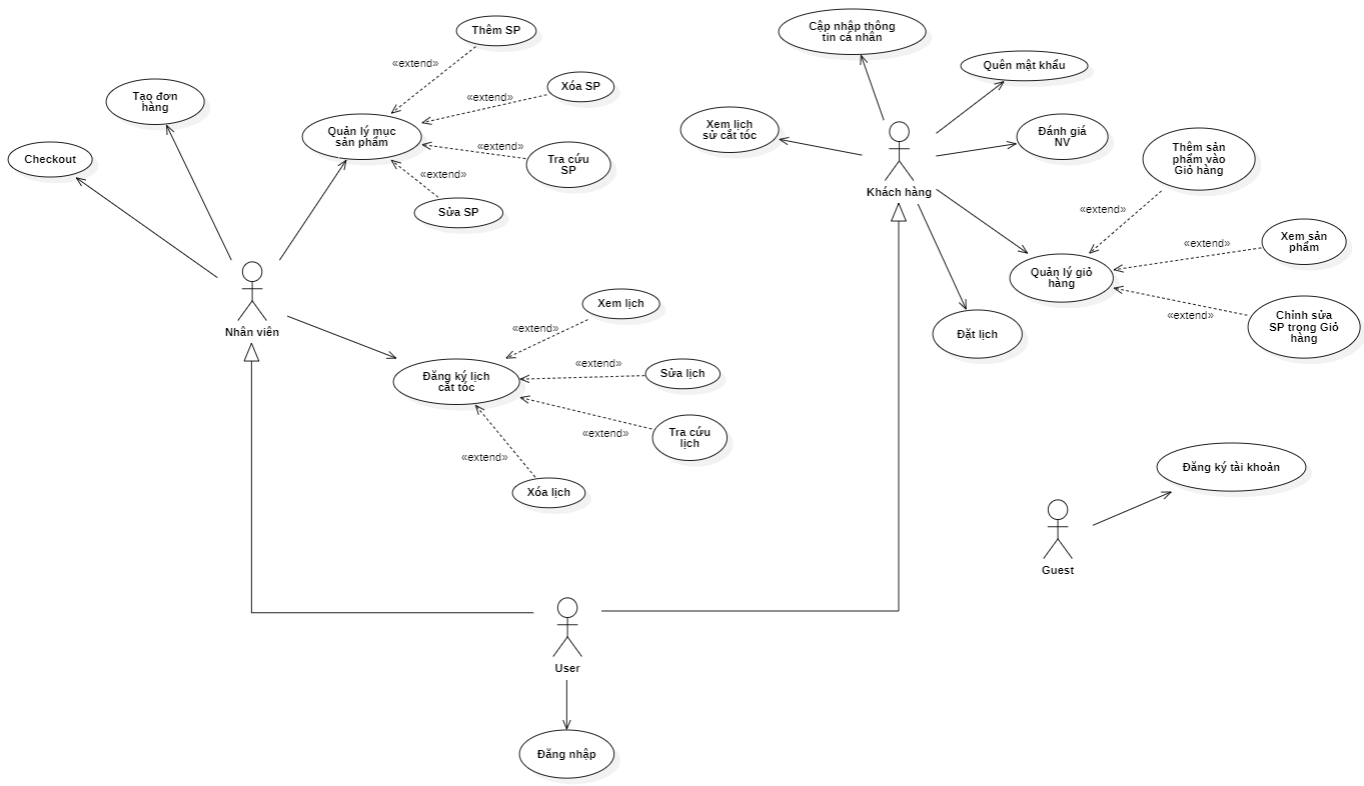 Thêm SP
«extend»
Xóa SP
«extend»
Tạo đơn
hàng
Quản lý mục
sản phẩm
«extend»
Tra cứu
SP
Checkout
«extend»
Sửa SP
Nhân viên
Xem lịch
«extend»
Đăng ký lịch
cắt tóc
«extend»
Sửa lịch
«extend»
Tra cứu
lịch
«extend»
Xóa lịch
Cập nhập thông
tin cá nhân
Quên mật khẩu
Xem lịch
sử cắt tóc
Đánh giá
NV
Khách hàng
Thêm sản
phẩm vào
Giỏ hàng
«extend»
Xem sản
phẩm
«extend»
Quản lý giỏ
hàng
«extend»
Chỉnh sửa
SP trong Giỏ
hàng
Đặt lịch
Đăng ký tài khoản
Guest
User
Đăng nhập